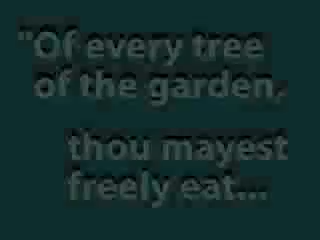 "Of every tree
of the garden,
thou mayest
freely eat...